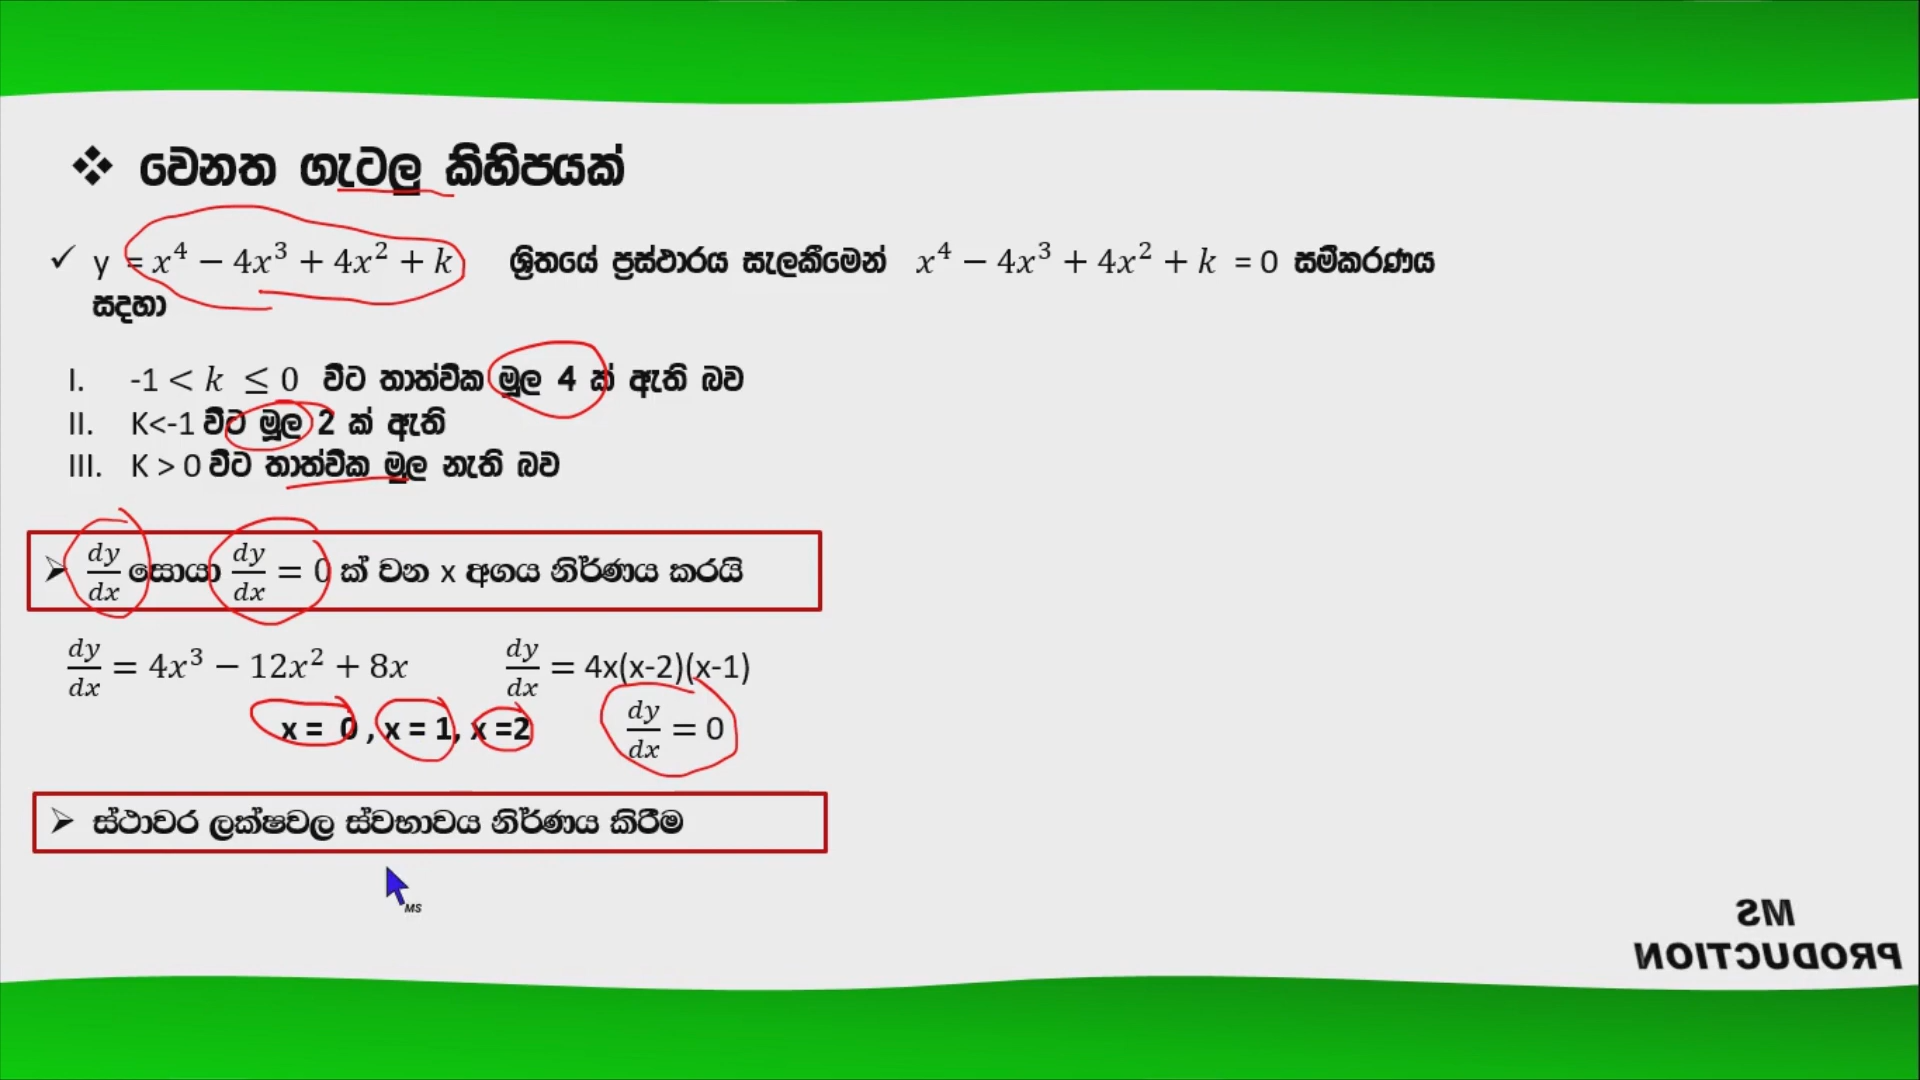 ❖ වෙනත ගැටලු කිහිපයක්
✓ y = x⁴ − 4x³ + 4x² + k ශ්‍රිතයේ ප්‍රස්ථාරය සැලකීමෙන් x⁴ − 4x³ + 4x² + k = 0 සමීකරණය
සදහා
I. -1 < k ≤ 0 වීට තාත්වීක මූල 4 ක් ඇති බව
II. K<-1 වීට මූල 2 ක් ඇති
III. K > 0 වීට තාත්වීක මූල නැති බව
➢ dy/dx සොයා dy/dx = 0 ක් වන x අගය නිර්ණය කරයි
dy/dx = 4x³ − 12x² + 8x dy/dx = 4x(x-2)(x-1)
x = 0 , x = 1, x =2 dy/dx = 0
➢ ස්ථාවර ලක්ෂවල ස්වභාවය නිර්ණය කිරීම
MS
MS
PRODUCTION